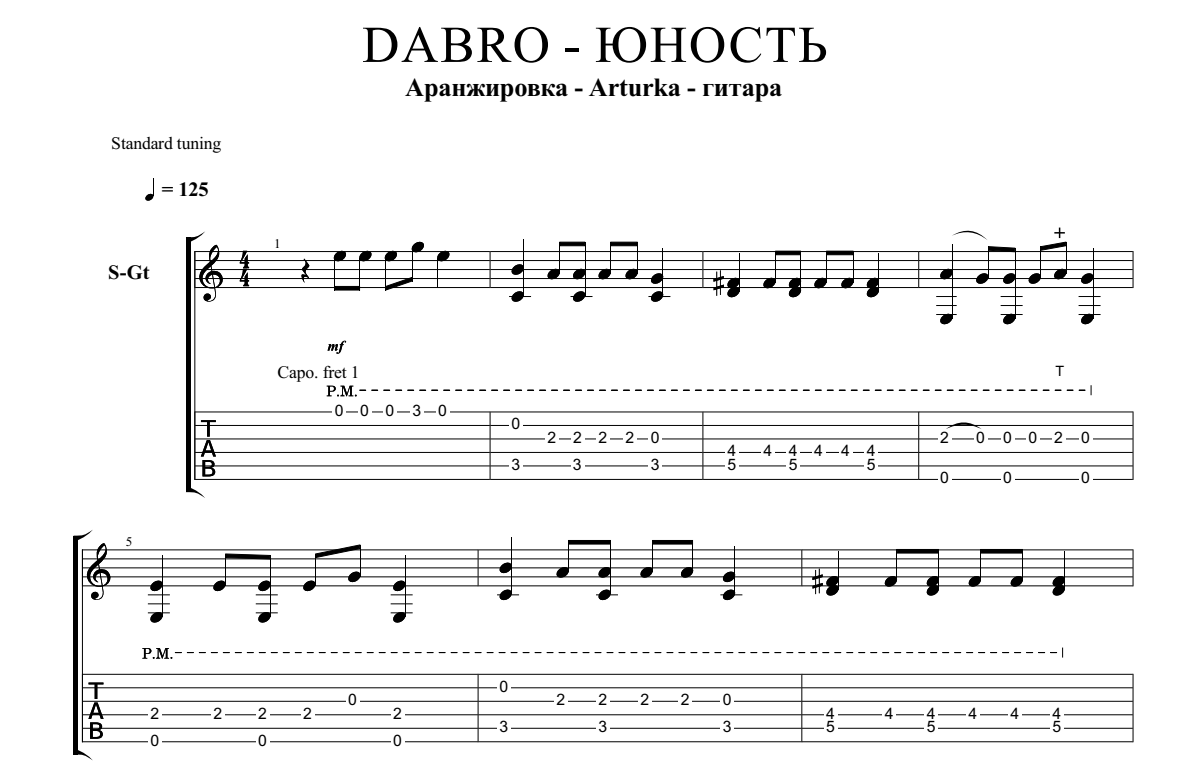 DABRO - ЮНОСТЬ
Аранжировка - Arturka - гитара
Standard tuning
= 125
1
+
S-Gt
4
4
mf
Capo. fret 1
T
P.M.
0 0 0 3 0
0 0
2 2 2 2 0 2 0 0 0 2 0
4 4 4 4 4 4
3 3 3 5 5 5
0 0 0
T
A
B
5
P.M.
0
0 2 2 2 2 0
2 2 2 2 2 4 4 4 4 4 4
3 3 3 5 5 5
0 0 0
T
A
B